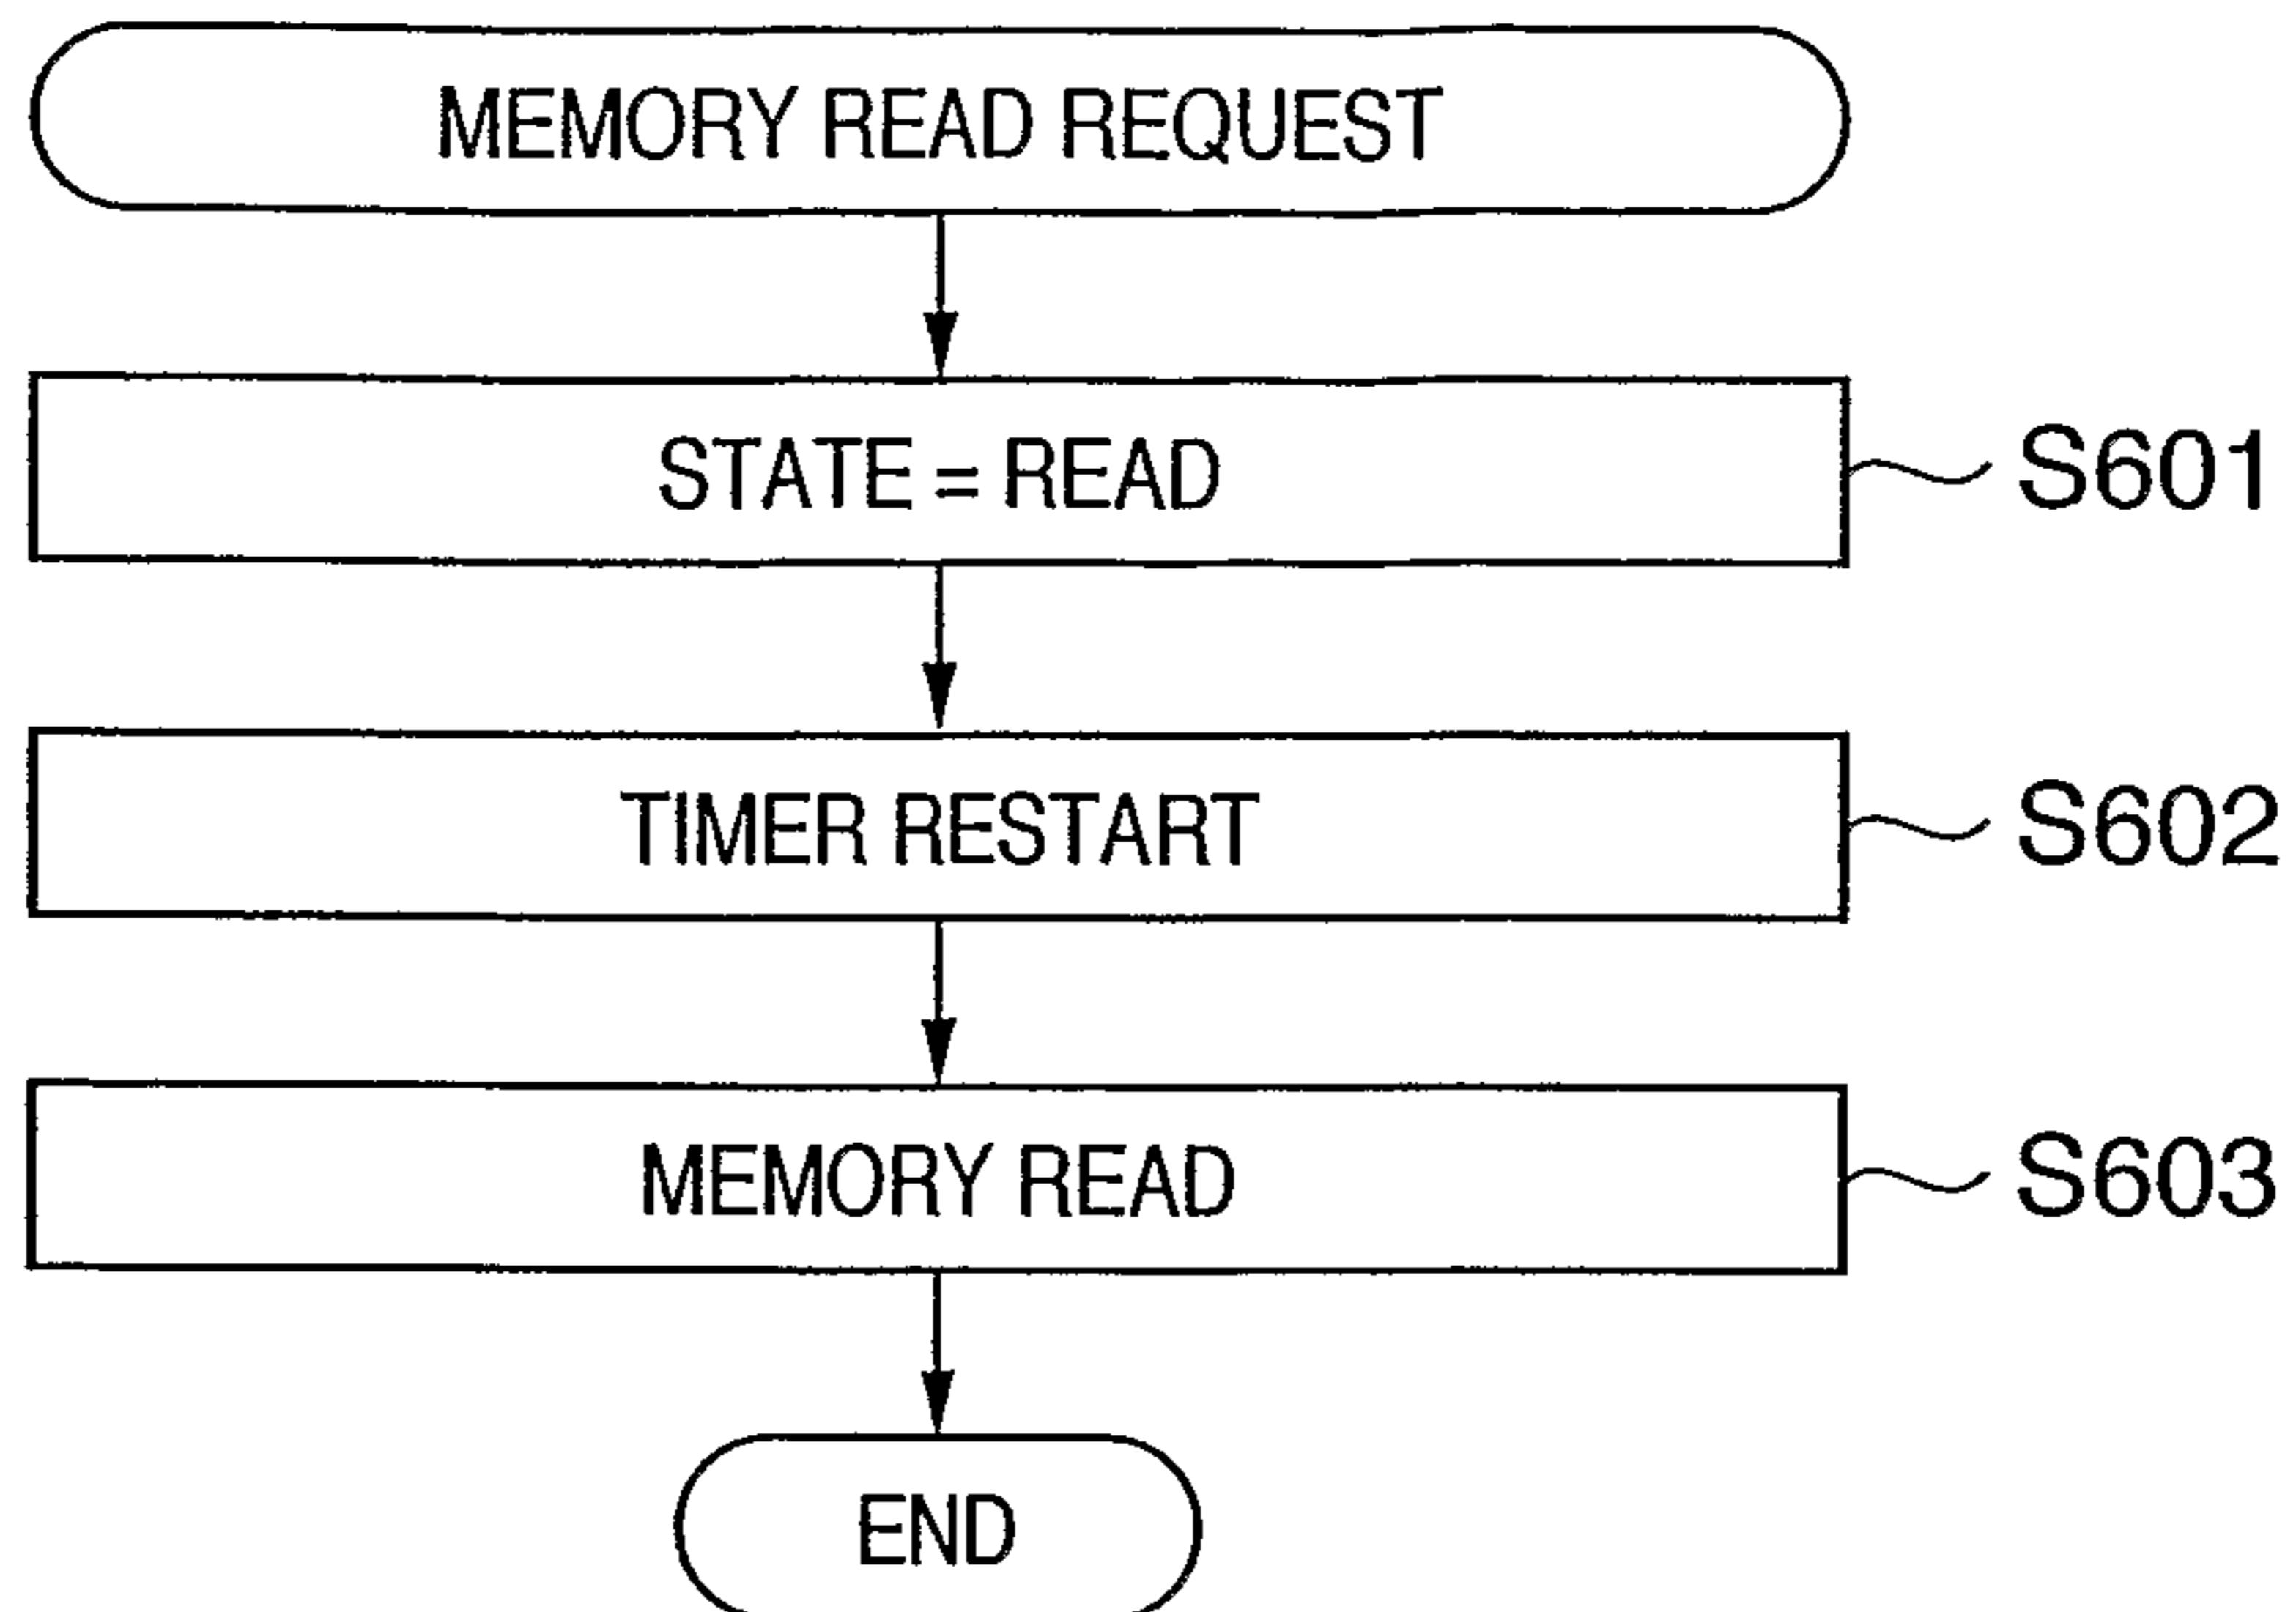 MEMORY READ REQUEST
STATE = READ
S601
TIMER RESTART
S602
MEMORY READ
S603
END